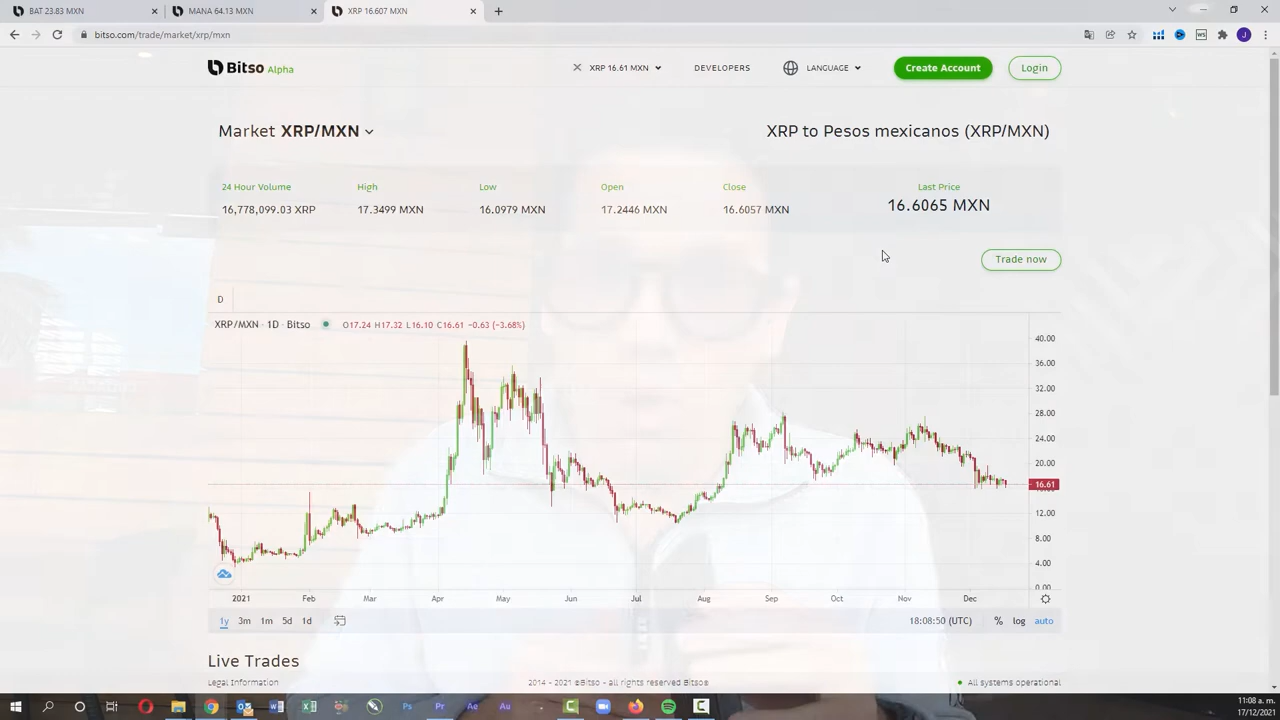 BAT 23.83 MXN
MANA 64.13 MXN
XRP 16.607 MXN
bitso.com/trade/market/xrp/mxn
Bitso Alpha
XRP 16.61 MXN
DEVELOPERS
LANGUAGE
Create Account
Login
Market XRP/MXN
XRP to Pesos mexicanos (XRP/MXN)
24 Hour Volume High Low Open Close Last Price
16,778,099.03 XRP 17.3499 MXN 16.0979 MXN 17.2446 MXN 16.6057 MXN 16.6065 MXN
Trade now
D
XRP/MXN · 1D · Bitso O17.24 H17.32 L16.10 C16.61 −0.63 (−3.68%)
40.00
36.00
32.00
28.00
24.00
20.00
16.61
12.00
8.00
4.00
0.00
2021 Feb Mar Apr May Jun Jul Aug Sep Oct Nov Dec
1y 3m 1m 5d 1d 18:08:50 (UTC) % log auto
Live Trades
Legal Information 2014 - 2021 ©Bitso - all rights reserved Bitso® All systems operational
11:08 a. m.
17/12/2021